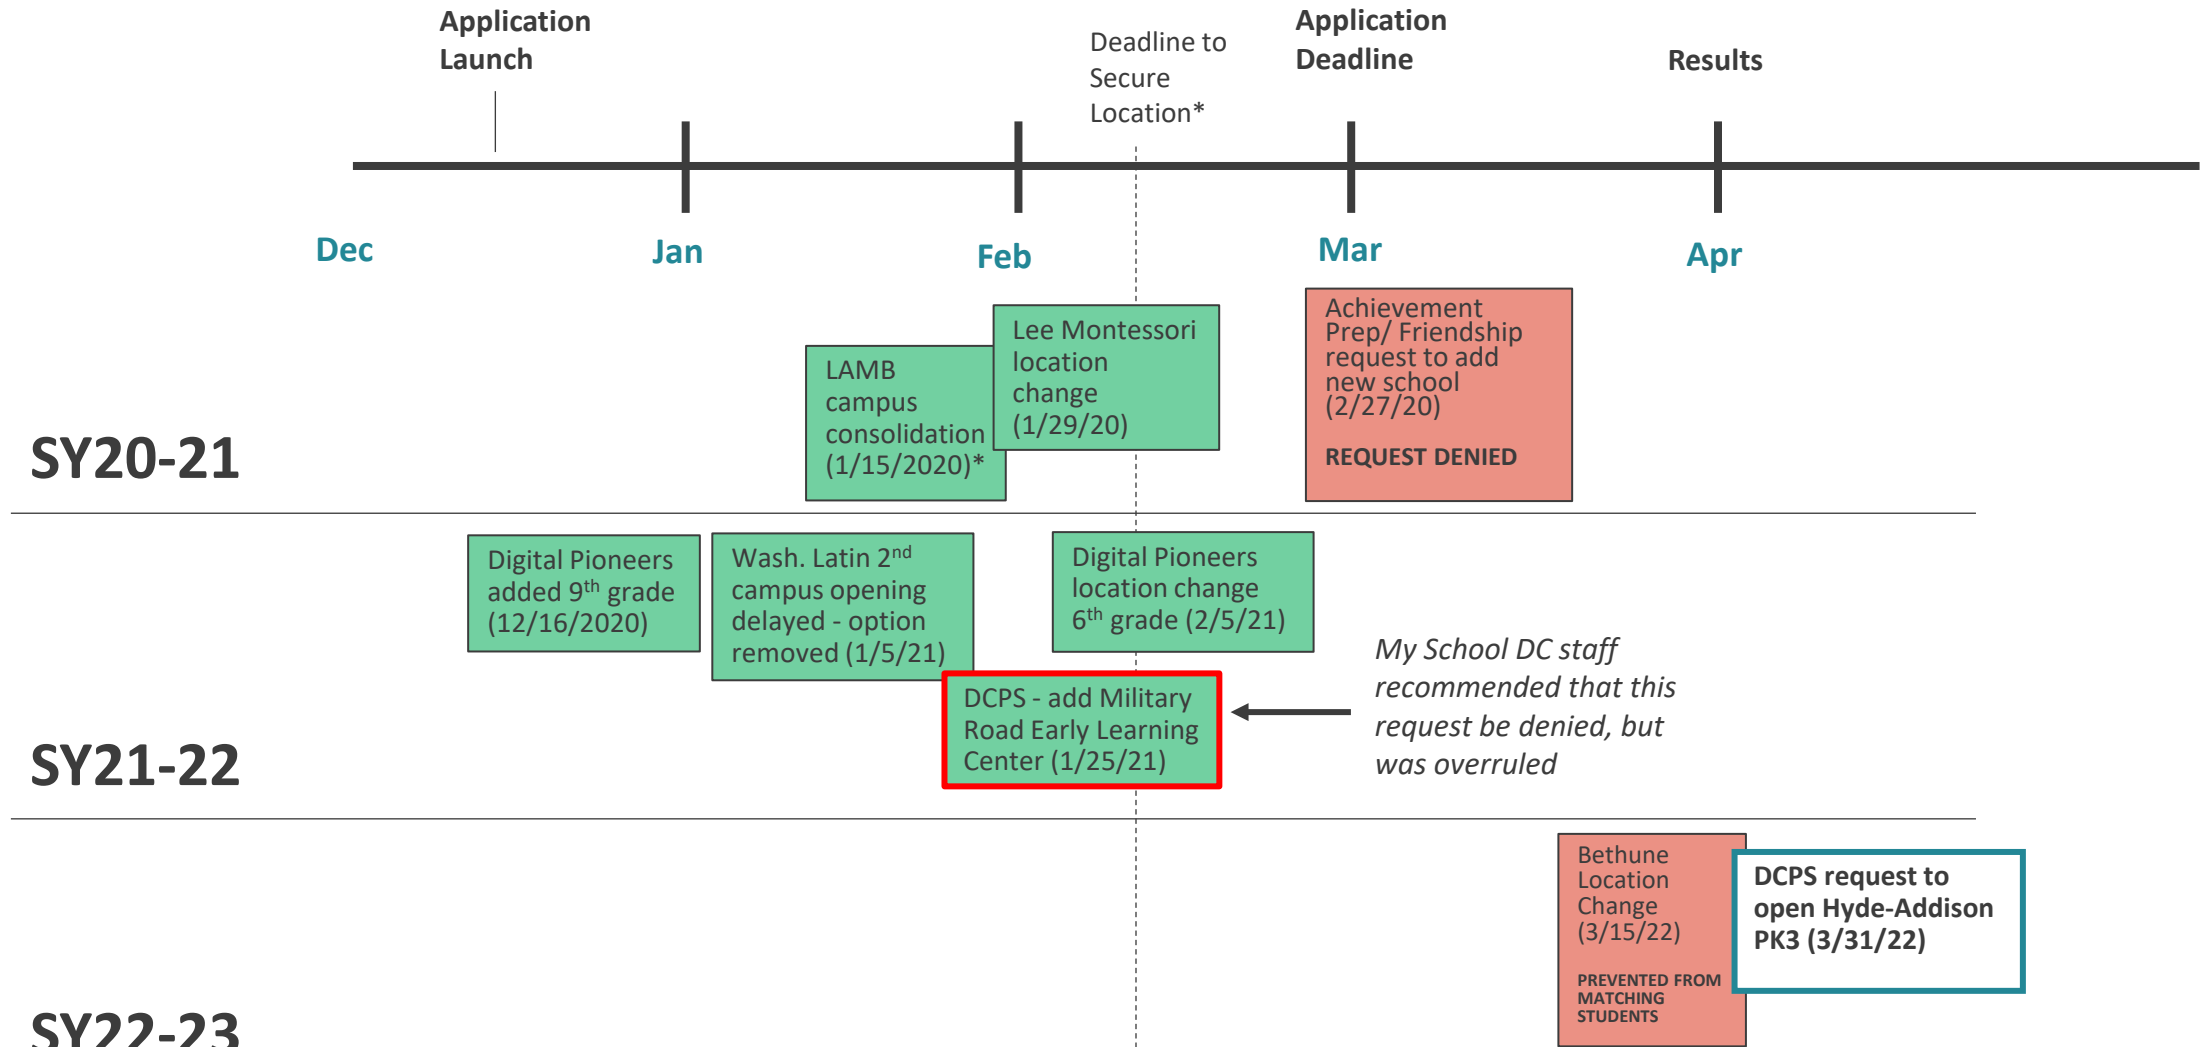 Application
Launch
Deadline to
Secure
Location*
Application
Deadline
Results
Dec
Jan
Feb
Mar
Apr
SY20-21
LAMB
campus
consolidation
(1/15/2020)*
Lee Montessori
location
change
(1/29/20)
Achievement
Prep/ Friendship
request to add
new school
(2/27/20)
REQUEST DENIED
SY21-22
Digital Pioneers
added 9th grade
(12/16/2020)
Wash. Latin 2nd
campus opening
delayed - option
removed (1/5/21)
Digital Pioneers
location change
6th grade (2/5/21)
DCPS - add Military
Road Early Learning
Center (1/25/21)
My School DC staff
recommended that this
request be denied, but
was overruled
SY22-23
Bethune
Location
Change
(3/15/22)
PREVENTED FROM
MATCHING
STUDENTS
DCPS request to
open Hyde-Addison
PK3 (3/31/22)